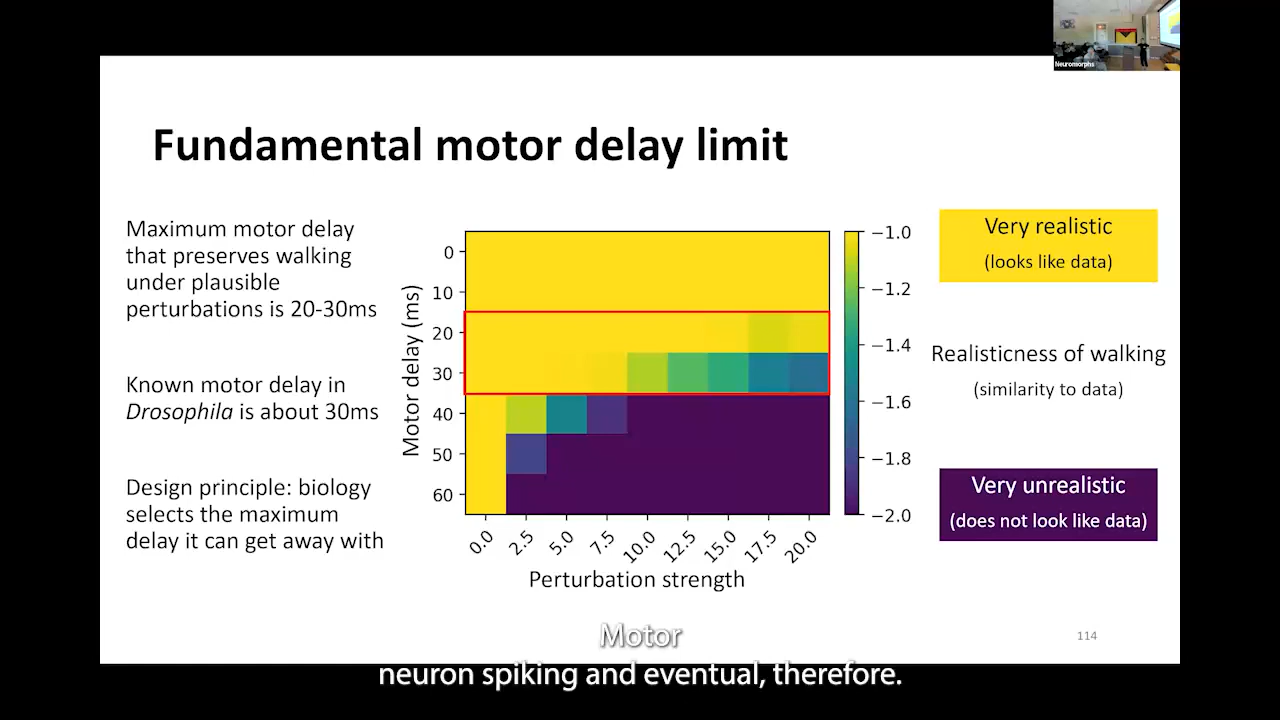 Neuromorphs
Fundamental motor delay limit
Maximum motor delay
that preserves walking
under plausible
perturbations is 20-30ms
Known motor delay in
Drosophila is about 30ms
Design principle: biology
selects the maximum
delay it can get away with
Motor delay (ms)
0
10
20
30
40
50
60
0.0
2.5
5.0
7.5
10.0
12.5
15.0
17.5
20.0
Perturbation strength
−1.0
−1.2
−1.4
−1.6
−1.8
−2.0
Very realistic
(looks like data)
Realisticness of walking
(similarity to data)
Very unrealistic
(does not look like data)
114
Motor
neuron spiking and eventual, therefore.